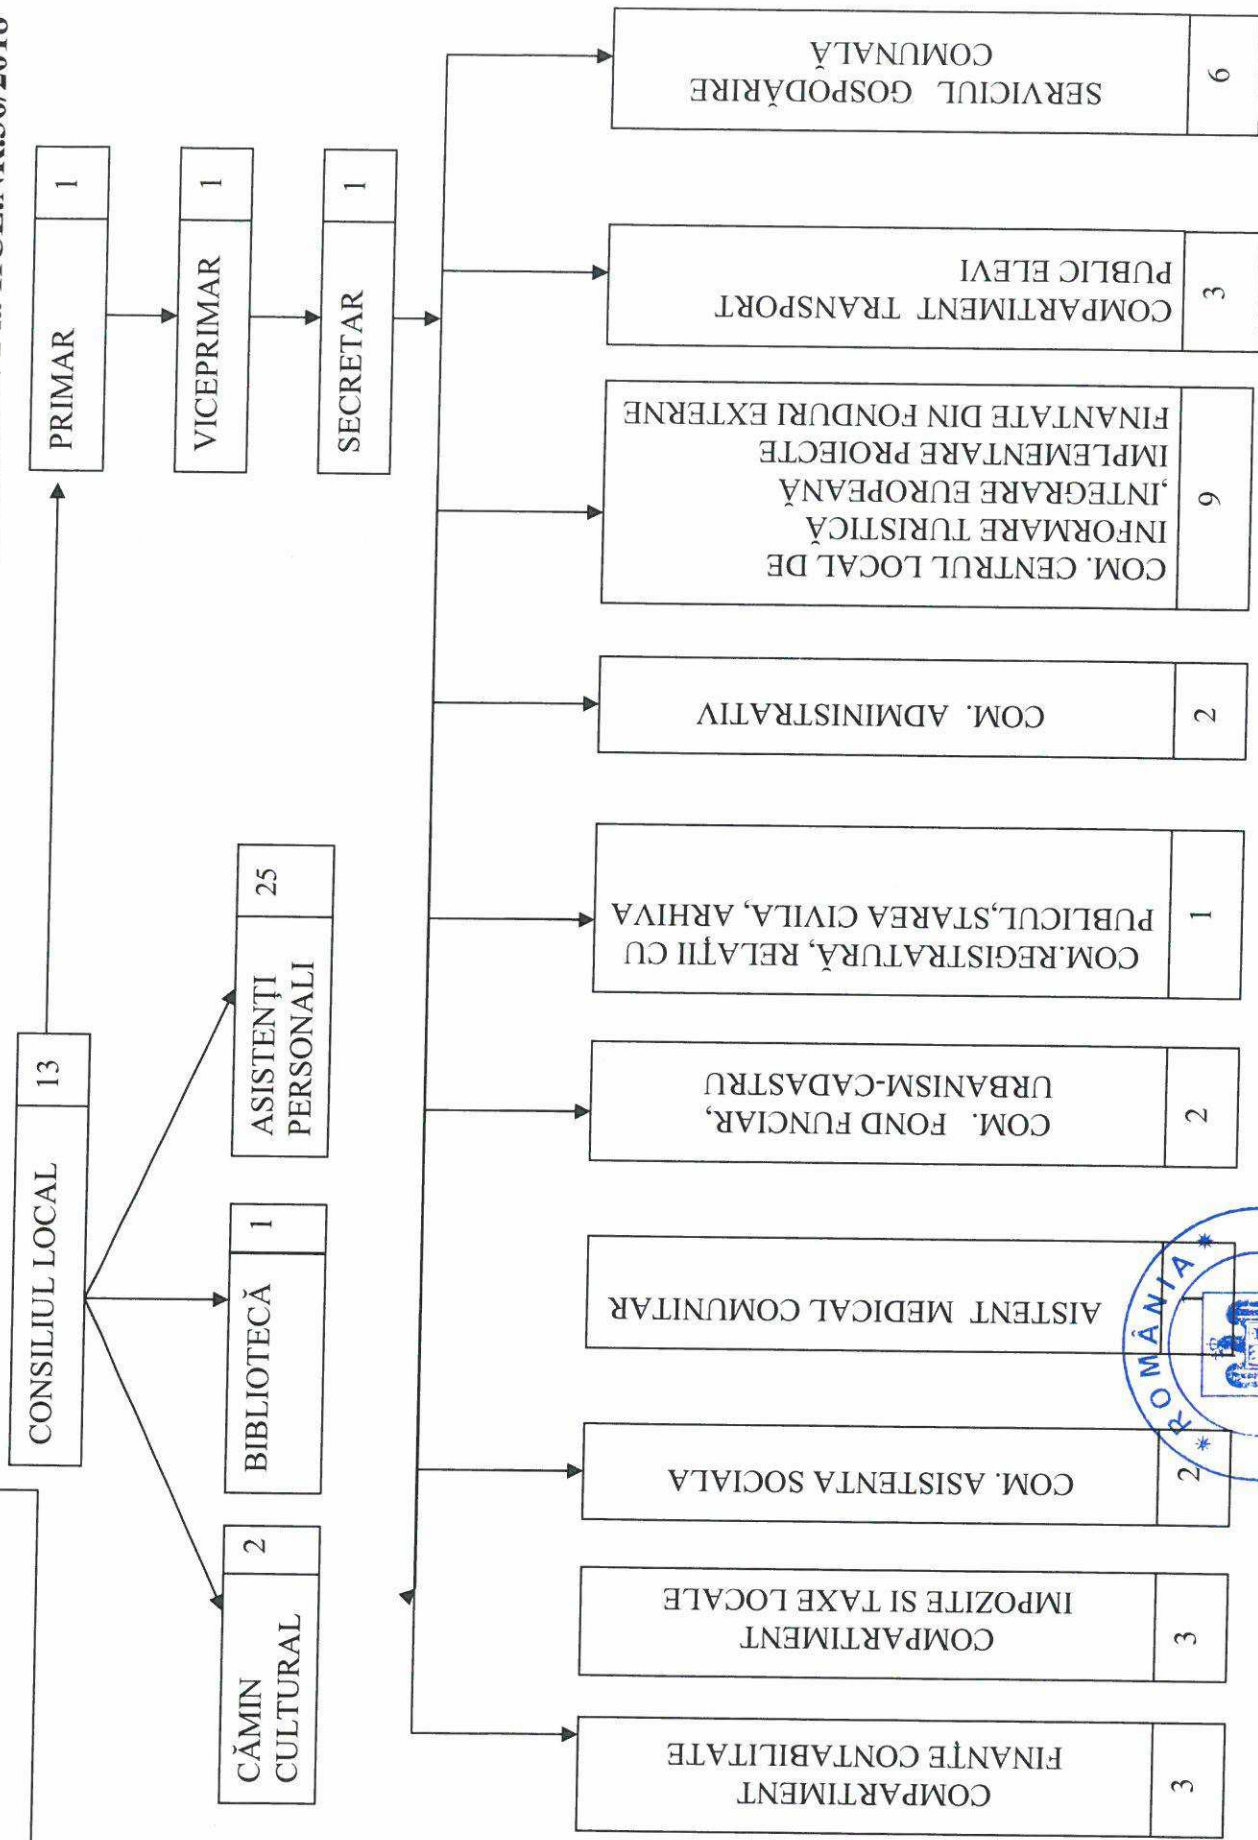 CONSILIUL LOCAL 13
PRIMAR 1
VICEPRIMAR 1
SECRETAR 1
CĂMIN
CULTURAL 2
BIBLIOTECĂ 1
ASISTENȚI
PERSONALI 25
COMPARTIMENT
FINANȚE CONTABILITATE
3
COMPARTIMENT
IMPOZITE SI TAXE LOCALE
3
COM. ASISTENTA SOCIALA
2
AISTENT MEDICAL COMUNITAR
1
COM. FOND FUNCIAR,
URBANISM-CADASTRU
2
COM.REGISTRATURĂ, RELAȚII CU
PUBLICUL,STAREA CIVILA, ARHIVA
1
COM. ADMINISTRATIV
2
COM. CENTRUL LOCAL DE
INFORMARE TURISTICĂ
,INTEGRARE EUROPEANĂ
IMPLEMENTARE PROIECTE
FINANTATE DIN FONDURI EXTERNE
9
COMPARTIMENT TRANSPORT
PUBLIC ELEVI
3
SERVICIUL GOSPODĂRIRE
COMUNALĂ
6
* ROMÂNIA *